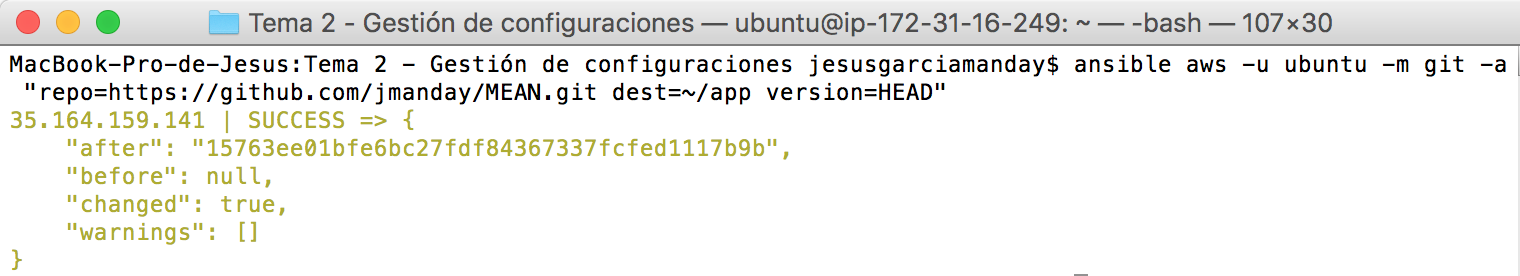 Tema 2 - Gestión de configuraciones — ubuntu@ip-172-31-16-249: ~ — -bash — 107×30
MacBook-Pro-de-Jesus:Tema 2 - Gestión de configuraciones jesusgarciamanday$ ansible aws -u ubuntu -m git -a
 "repo=https://github.com/jmanday/MEAN.git dest=~/app version=HEAD"
35.164.159.141 | SUCCESS => {
    "after": "15763ee01bfe6bc27fdf84367337fcfed1117b9b",
    "before": null,
    "changed": true,
    "warnings": []
}